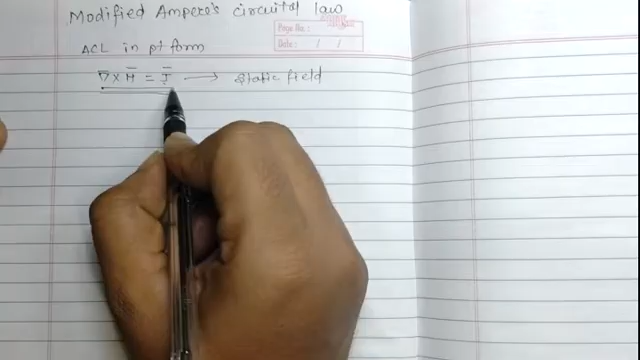 Modified Ampere's circuital law
Page No.:
Date: / /
ACL in pt form
∇̅ × H̅ = J̅ → Static field